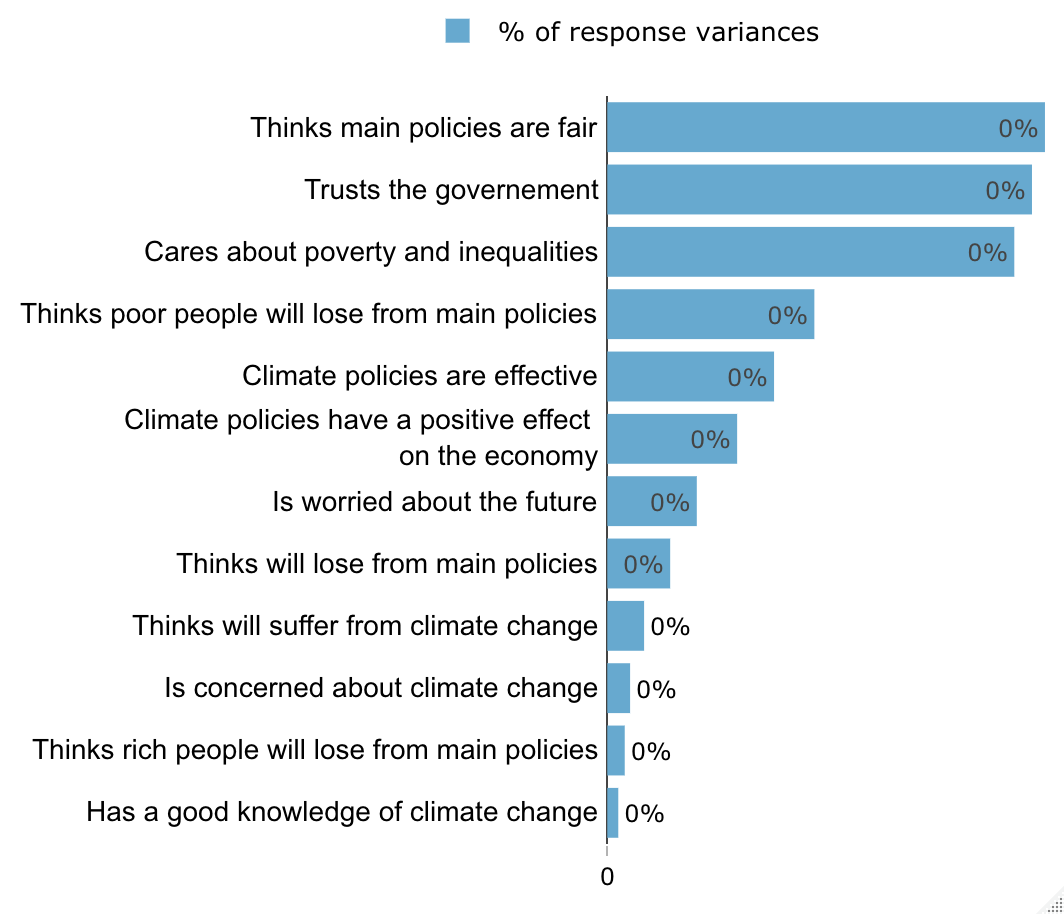 % of response variances
Thinks main policies are fair 0%
Trusts the governement 0%
Cares about poverty and inequalities 0%
Thinks poor people will lose from main policies 0%
Climate policies are effective 0%
Climate policies have a positive effect
on the economy 0%
Is worried about the future 0%
Thinks will lose from main policies 0%
Thinks will suffer from climate change 0%
Is concerned about climate change 0%
Thinks rich people will lose from main policies 0%
Has a good knowledge of climate change 0%
0